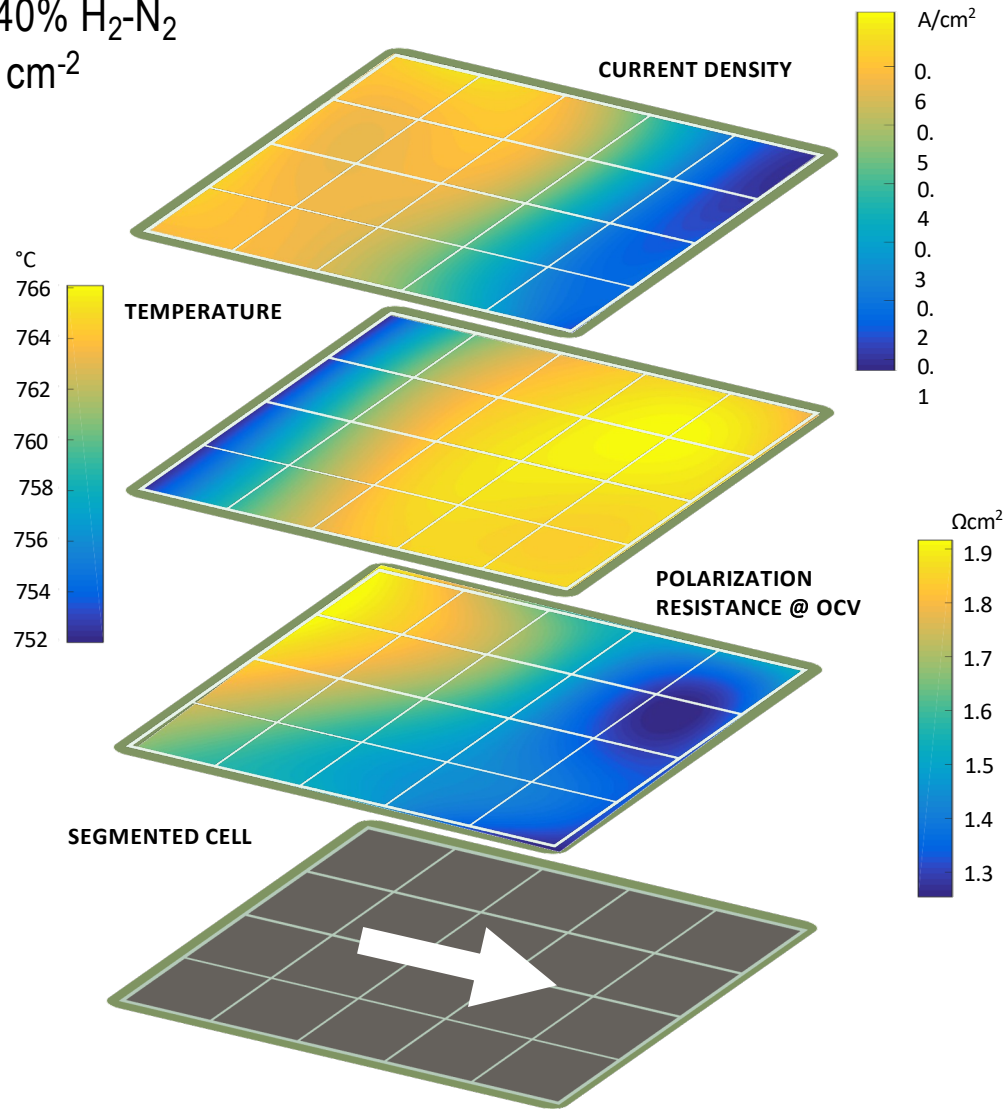 40% H₂-N₂
cm⁻²
CURRENT DENSITY
A/cm²
0.
6
0.
5
0.
4
0.
3
0.
2
0.
1
°C
766
764
762
760
758
756
754
752
TEMPERATURE
POLARIZATION
RESISTANCE @ OCV
Ωcm²
1.9
1.8
1.7
1.6
1.5
1.4
1.3
SEGMENTED CELL